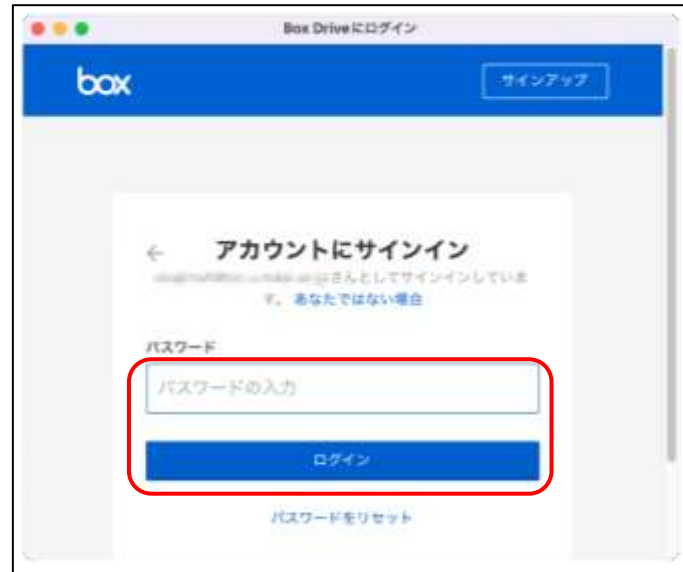 Box Driveにログイン
box
サインアップ
← アカウントにサインイン
さんとしてサインインしていま
す。 あなたではない場合
パスワード
パスワードの入力
ログイン
パスワードをリセット